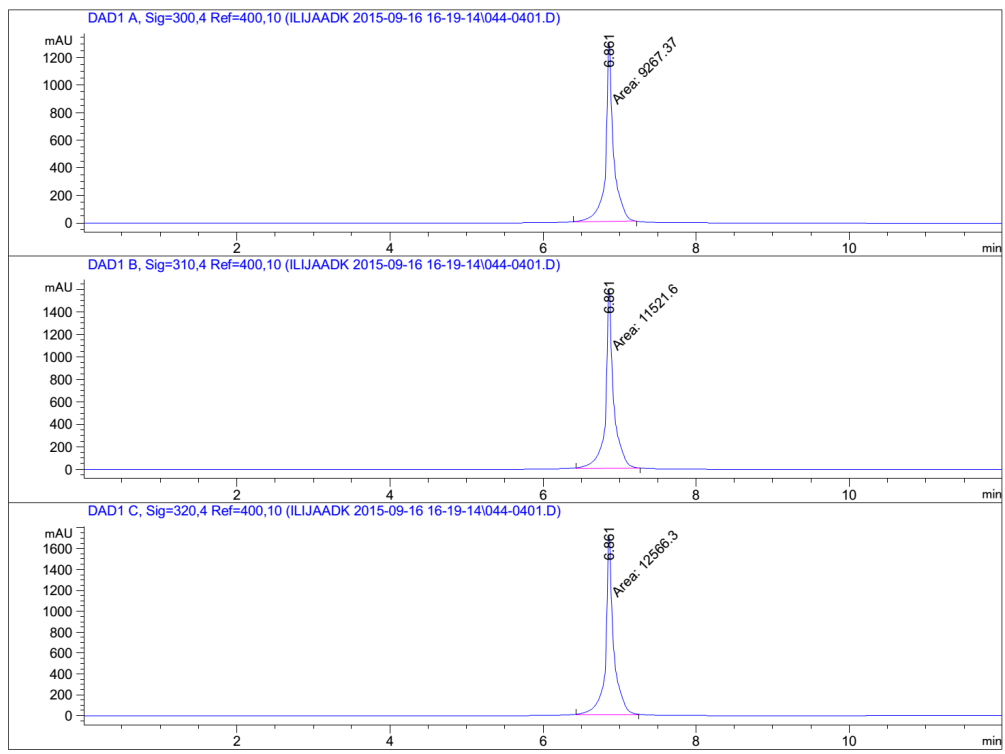 DAD1 A, Sig=300,4 Ref=400,10 (ILIJAADK 2015-09-16 16-19-14\044-0401.D)
mAU
1200
1000
800
600
400
200
0
6.861
Area: 9267.37
2 4 6 8 10 min
DAD1 B, Sig=310,4 Ref=400,10 (ILIJAADK 2015-09-16 16-19-14\044-0401.D)
mAU
1400
1200
1000
800
600
400
200
0
6.861
Area: 11521.6
2 4 6 8 10 min
DAD1 C, Sig=320,4 Ref=400,10 (ILIJAADK 2015-09-16 16-19-14\044-0401.D)
mAU
1600
1400
1200
1000
800
600
400
200
0
6.861
Area: 12566.3
2 4 6 8 10 min